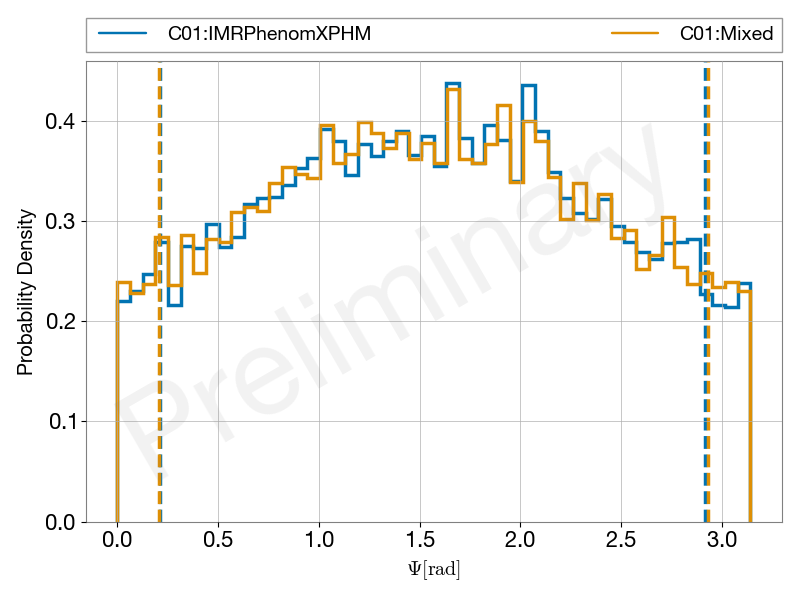 C01:IMRPhenomXPHM C01:Mixed
Probability Density
0.4
0.3
0.2
0.1
0.0
Preliminary
0.0 0.5 1.0 1.5 2.0 2.5 3.0
Ψ[rad]